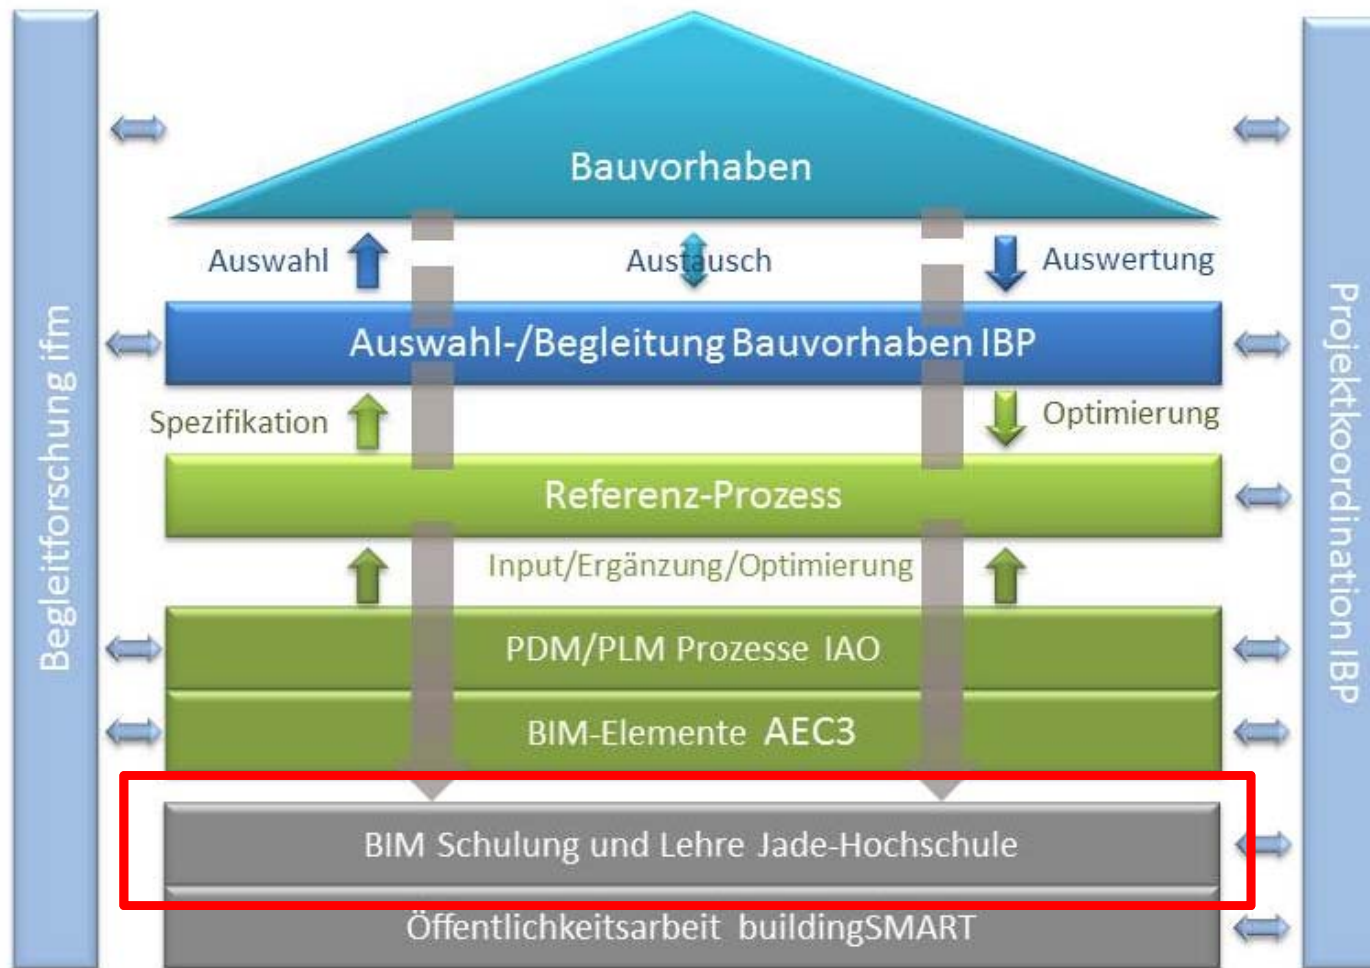 Bauvorhaben
Auswahl
Austausch
Auswertung
Auswahl-/Begleitung Bauvorhaben IBP
Spezifikation
Optimierung
Referenz-Prozess
Input/Ergänzung/Optimierung
PDM/PLM Prozesse IAO
BIM-Elemente AEC3
BIM Schulung und Lehre Jade-Hochschule
Öffentlichkeitsarbeit buildingSMART
Begleitforschung ifm
Projektkoordination IBP